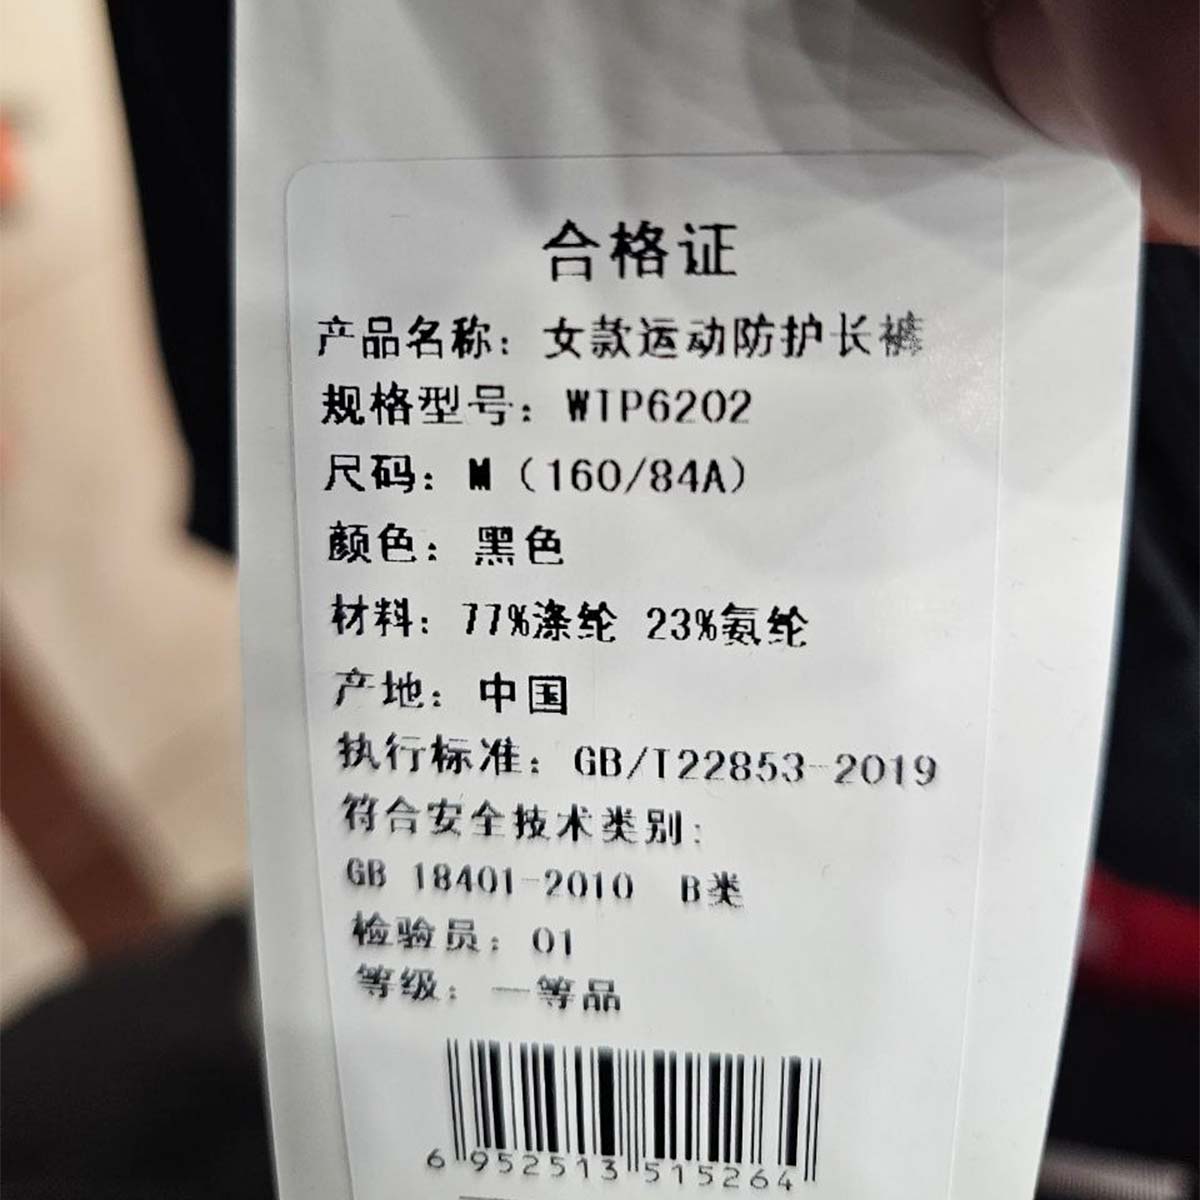 合格证
产品名称：女款运动防护长裤
规格型号：WTP6202
尺码：M（160/84A）
颜色：黑色
材料：77%涤纶 23%氨纶
产地：中国
执行标准：GB/T22853-2019
符合安全技术类别：
GB 18401-2010 B类
检验员：01
等级：一等品
6 952513 515264